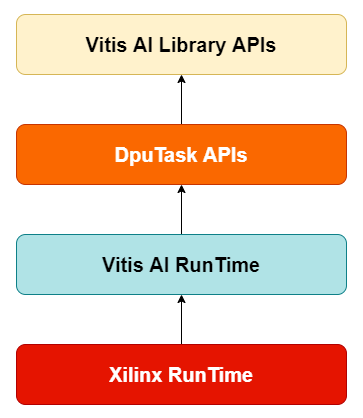 Vitis AI Library APIs
DpuTask APIs
Vitis AI RunTime
Xilinx RunTime